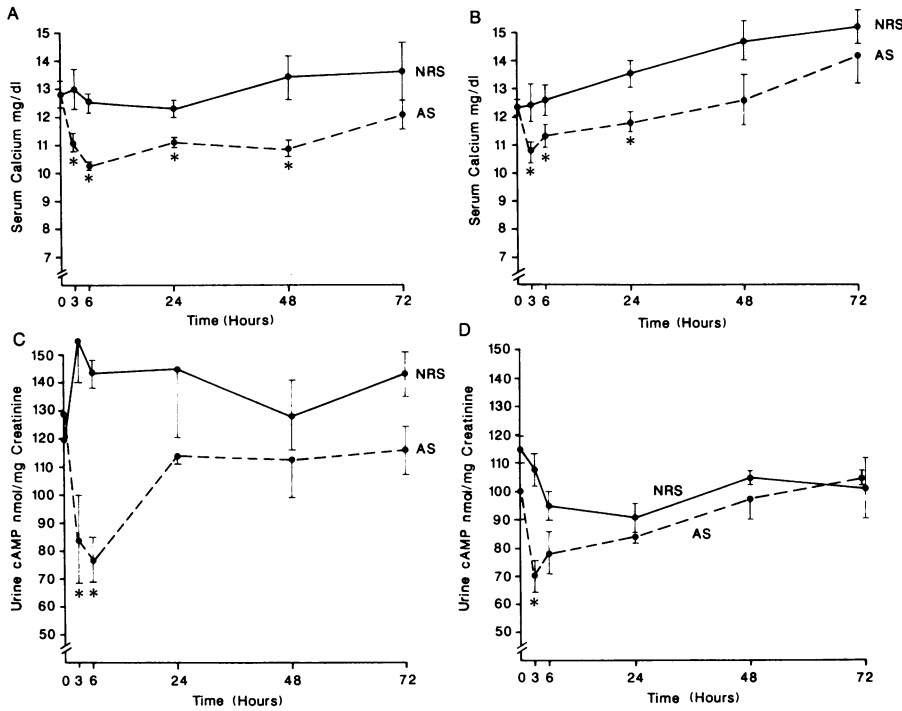 A
Serum Calcium mg/dl
15
14
13
12
11
10
9
8
7
NRS
AS
*
*
*
*
0 3 6 24 48 72
Time (Hours)
B
Serum Calcium mg/dl
15
14
13
12
11
10
9
8
7
NRS
AS
*
*
*
0 3 6 24 48 72
Time (Hours)
C
Urine cAMP nmol/mg Creatinine
150
140
130
120
110
100
90
80
70
60
50
NRS
AS
* *
0 3 6 24 48 72
Time (Hours)
D
Urine cAMP nmol/mg Creatinine
150
140
130
120
110
100
90
80
70
60
50
NRS
AS
*
0 3 6 24 48 72
Time (Hours)